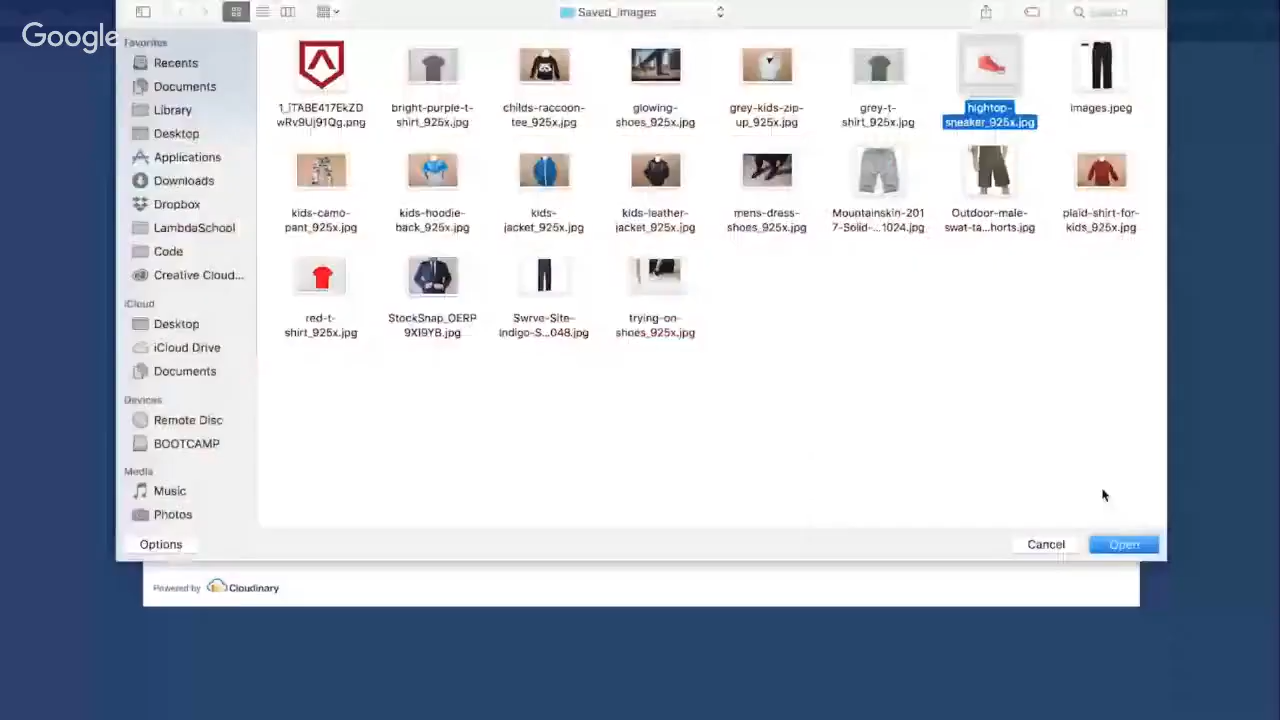 Saved_Images
Search
Google
Favorites
Recents
Documents
Library
Desktop
Applications
Downloads
Dropbox
LambdaSchool
Code
Creative Cloud...
iCloud
Desktop
iCloud Drive
Documents
Devices
Remote Disc
BOOTCAMP
Media
Music
Photos
1_iTABE417EkZD
wRv9Uj91Qg.png
bright-purple-t-
shirt_925x.jpg
childs-raccoon-
tee_925x.jpg
glowing-
shoes_925x.jpg
grey-kids-zip-
up_925x.jpg
grey-t-
shirt_925x.jpg
hightop-
sneaker_925x.jpg
images.jpeg
kids-camo-
pant_925x.jpg
kids-hoodie-
back_925x.jpg
kids-
jacket_925x.jpg
kids-leather-
jacket_925x.jpg
mens-dress-
shoes_925x.jpg
Mountainskin-201
7-Solid-...1024.jpg
Outdoor-male-
swat-ta...horts.jpg
plaid-shirt-for-
kids_925x.jpg
red-t-
shirt_925x.jpg
StockSnap_OERP
9XI9YB.jpg
Swrve-Site-
Indigo-S...048.jpg
trying-on-
shoes_925x.jpg
Options
Cancel
Open
Powered by Cloudinary